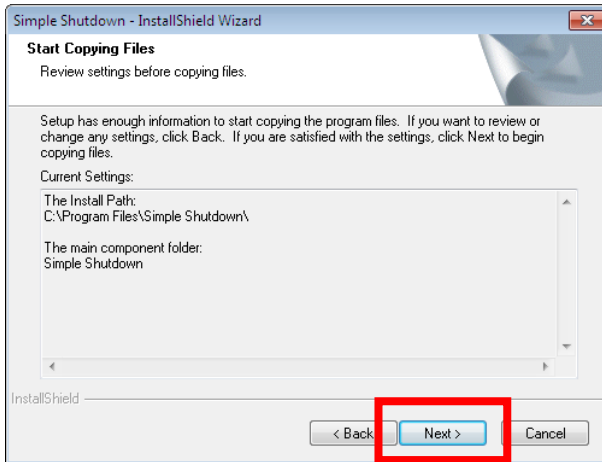 Simple Shutdown - InstallShield Wizard
Start Copying Files
Review settings before copying files.
Setup has enough information to start copying the program files. If you want to review or
change any settings, click Back. If you are satisfied with the settings, click Next to begin
copying files.
Current Settings:
The Install Path:
C:\Program Files\Simple Shutdown\
The main component folder:
Simple Shutdown
InstallShield
< Back
Next >
Cancel